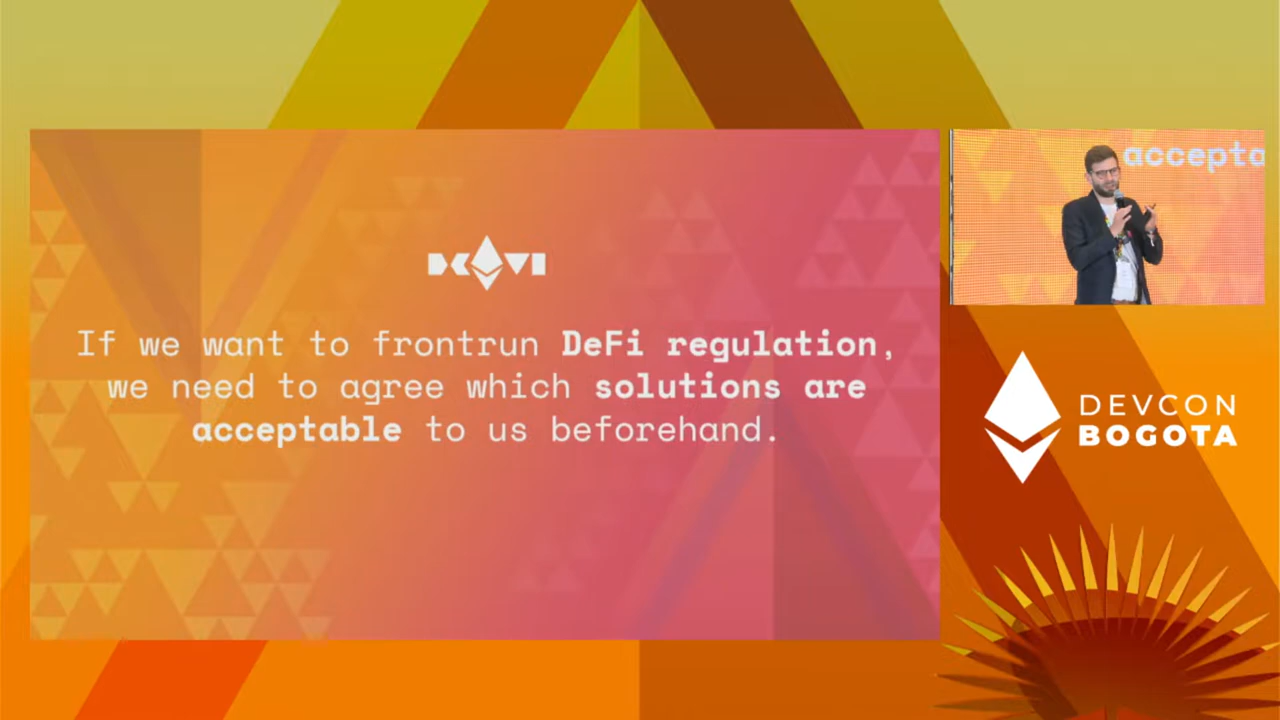 If we want to frontrun DeFi regulation,
we need to agree which solutions are
acceptable to us beforehand.
accepta
DEVCON
BOGOTA